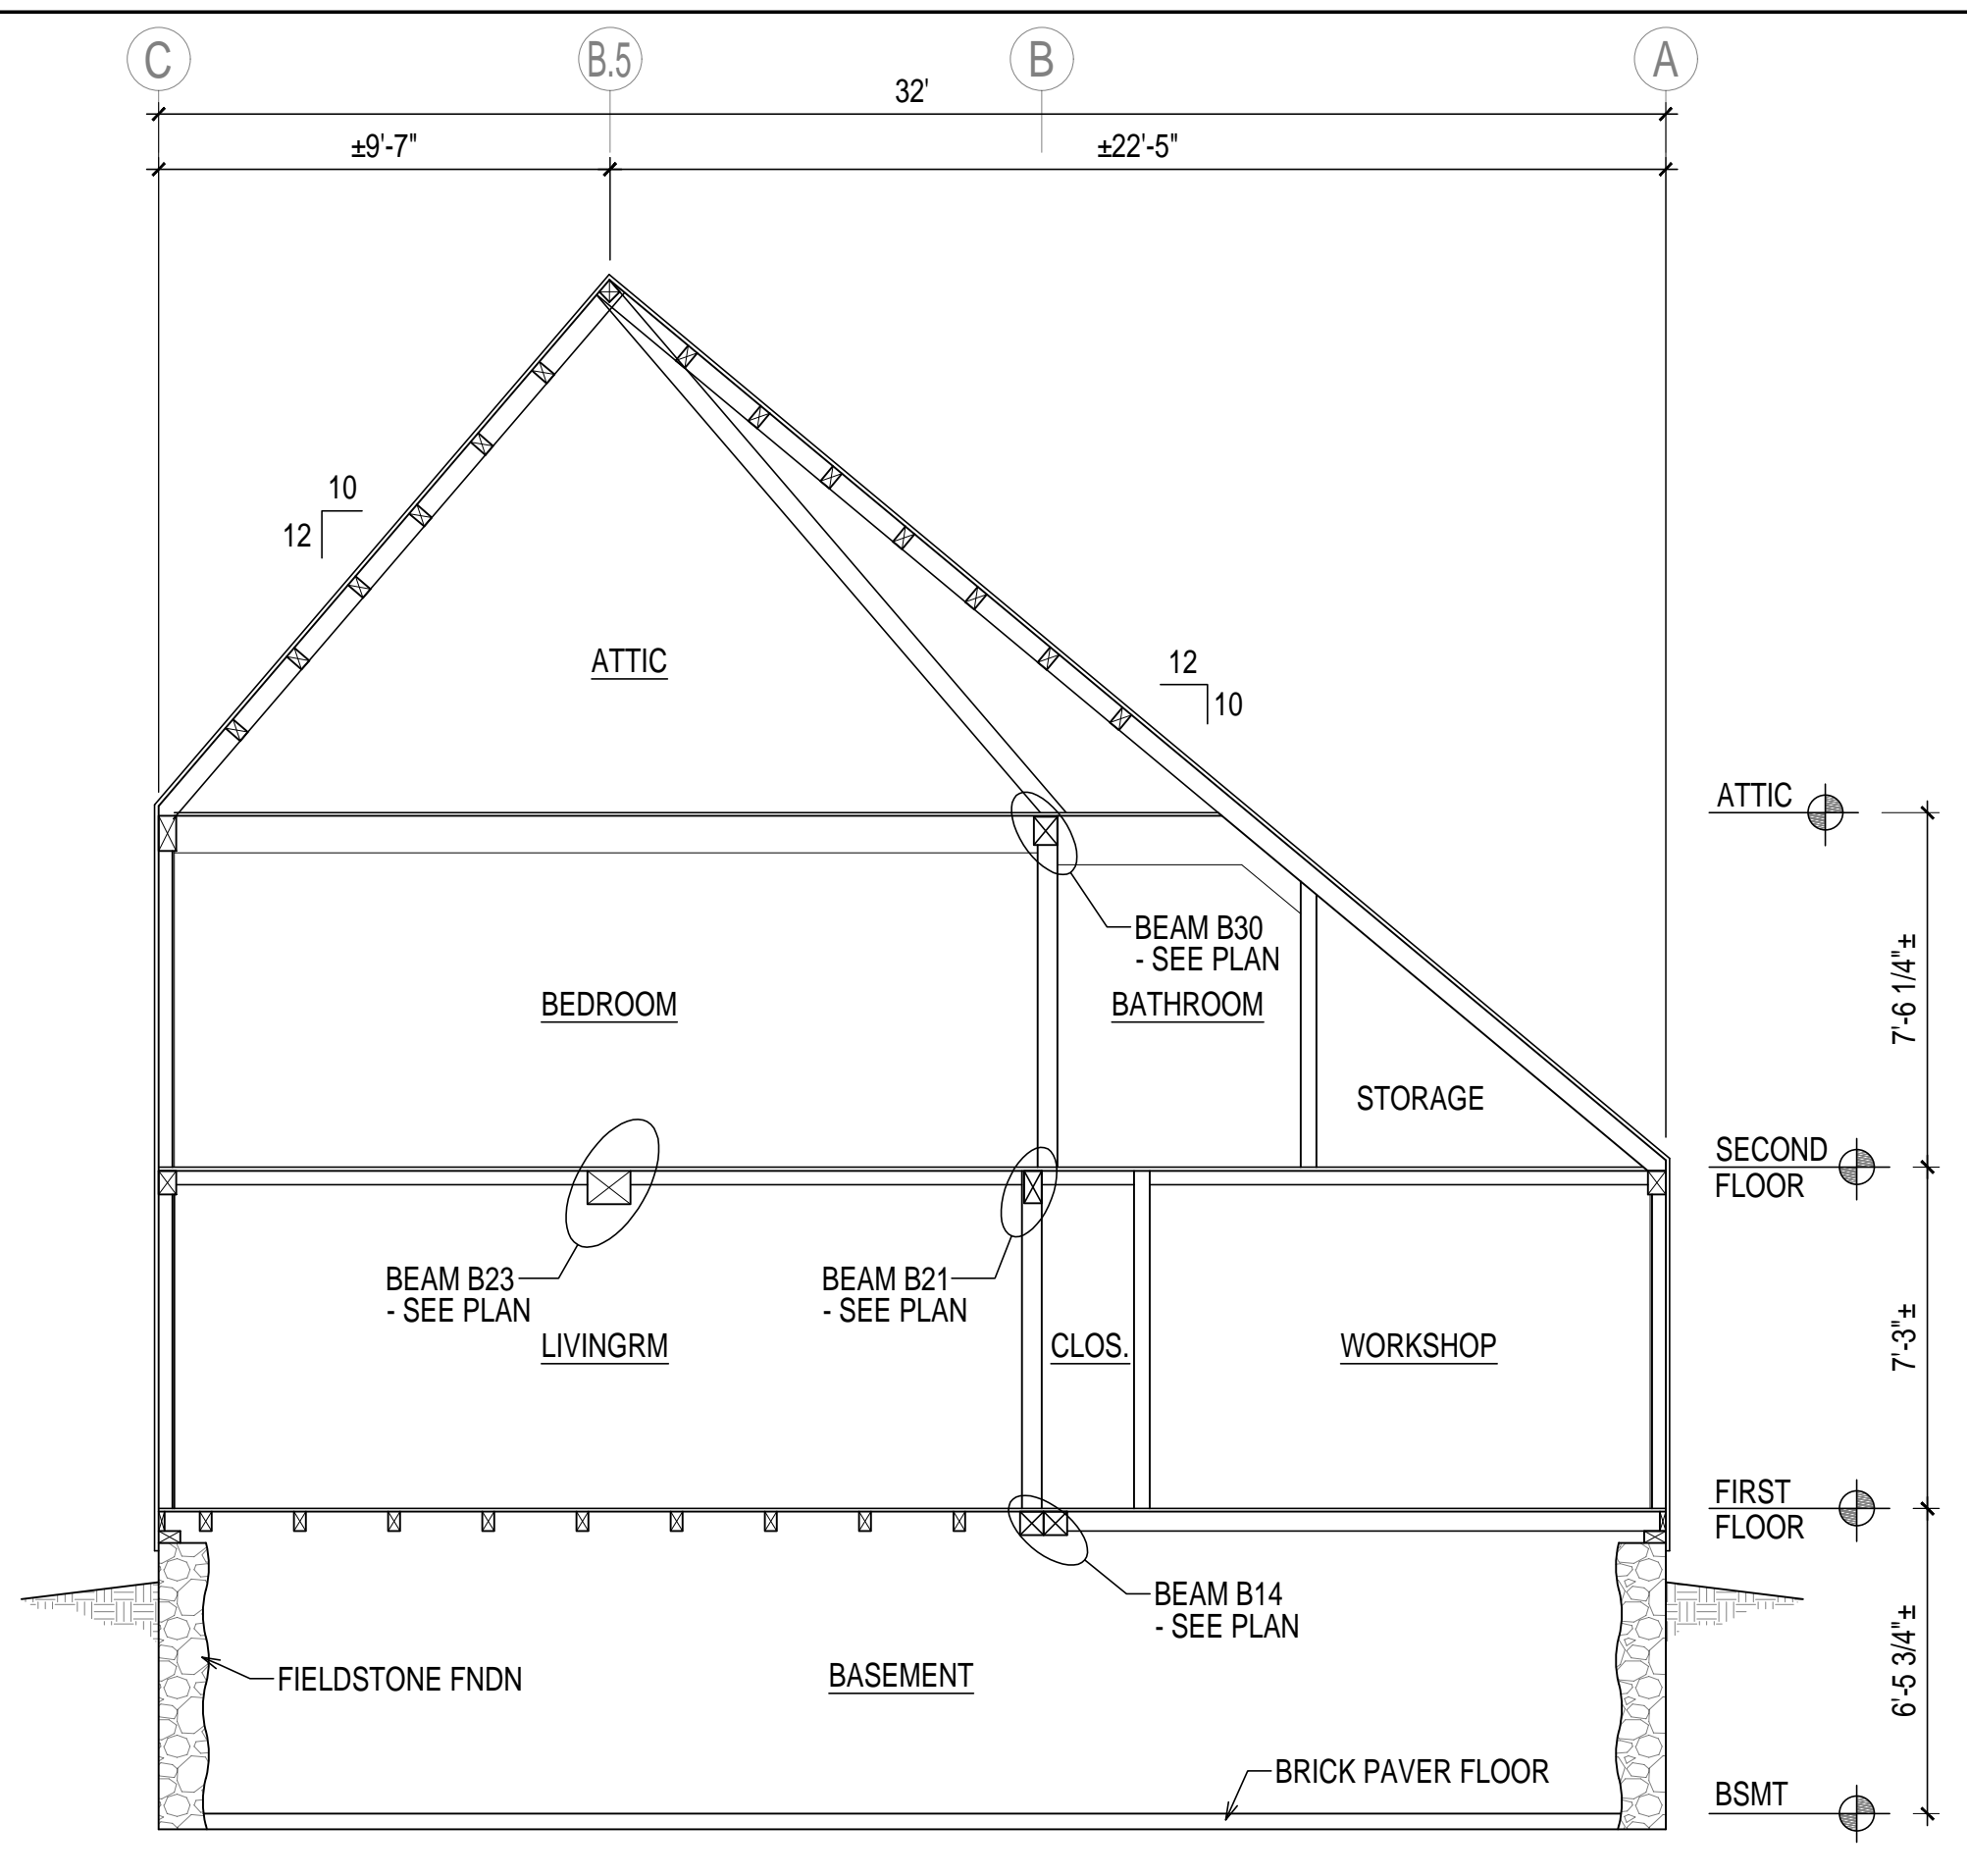 C
B.5
B
A
32'
±9'-7"
±22'-5"
10
12
ATTIC
12
10
ATTIC
BEAM B30
- SEE PLAN
BEDROOM
BATHROOM
7'-6 1/4"±
STORAGE
SECOND
FLOOR
BEAM B23
- SEE PLAN
BEAM B21
- SEE PLAN
LIVINGRM
CLOS.
WORKSHOP
7'-3"±
FIRST
FLOOR
BEAM B14
- SEE PLAN
FIELDSTONE FNDN
BASEMENT
6'-5 3/4"±
BRICK PAVER FLOOR
BSMT